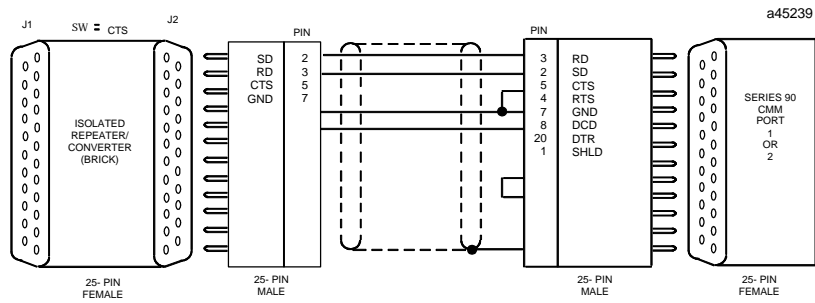 a45239
J1
SW = CTS
J2
PIN
PIN
SD 2
RD 3
CTS 5
GND 7
3 RD
2 SD
5 CTS
4 RTS
7 GND
8 DCD
20 DTR
1 SHLD
ISOLATED
REPEATER/
CONVERTER
(BRICK)
SERIES 90
CMM
PORT
1
OR
2
25- PIN
FEMALE
25- PIN
MALE
25- PIN
MALE
25- PIN
FEMALE